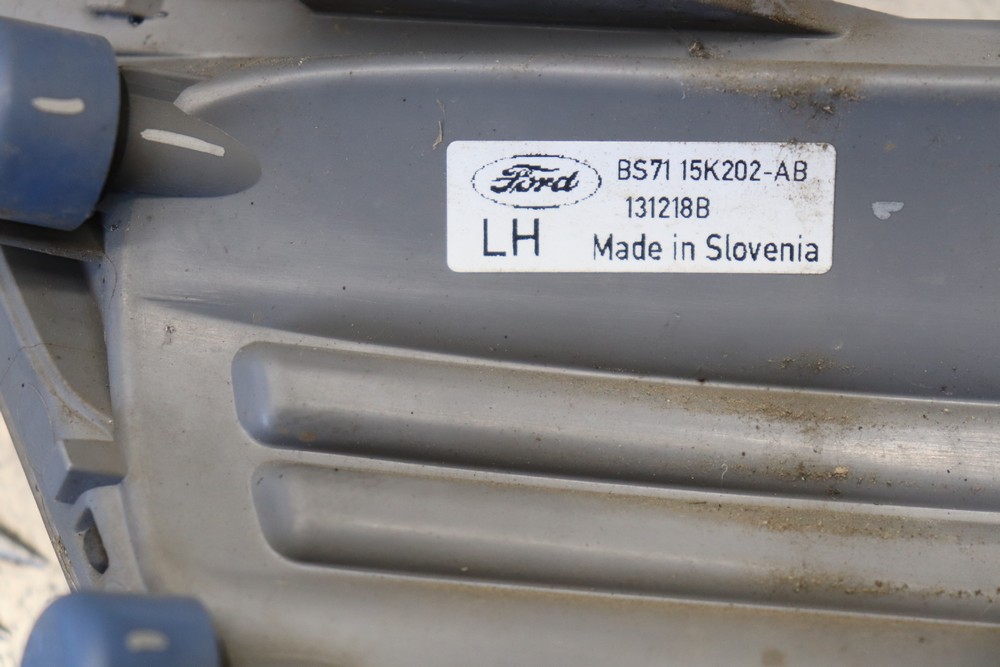 Ford BS71 15K202-AB
131218B
LH Made in Slovenia